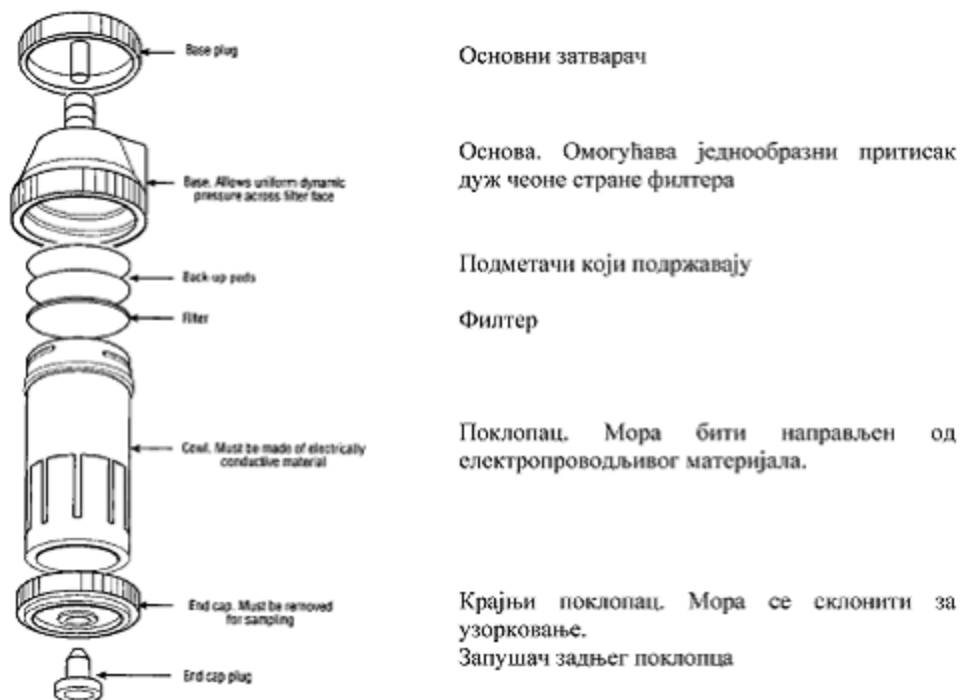 Base plug
Основни затварач
Основа. Омогућава једнообразни притисак
дуж чеоне стране филтера
Base. Allows uniform dynamic
pressure across filter face
Подметачи који подржавају
Back-up pads
Filter
Филтер
Поклопац. Мора бити направљен од
електропроводљивог материјала.
Cowl. Must be made of electrically
conductive material
Крајњи поклопац. Мора се склонити за
узорковање.
End cap. Must be removed
for sampling
Запушач задњег поклопца
End cap plug